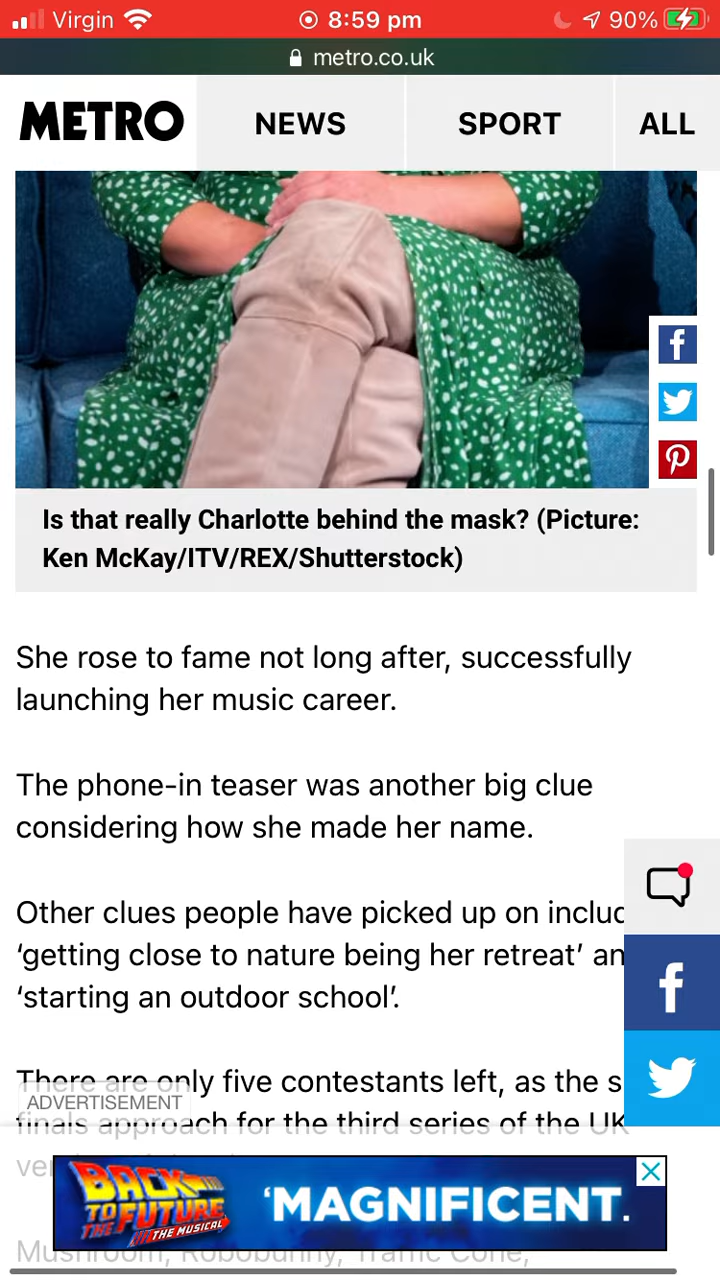 Virgin 8:59 pm 90%
metro.co.uk
METRO NEWS SPORT ALL
Is that really Charlotte behind the mask? (Picture:
Ken McKay/ITV/REX/Shutterstock)
She rose to fame not long after, successfully
launching her music career.
The phone-in teaser was another big clue
considering how she made her name.
Other clues people have picked up on includ
‘getting close to nature being her retreat’ an
‘starting an outdoor school’.
There are only five contestants left, as the s
ADVERTISEMENT
finals approach for the third series of the UK
ve
BACK TO THE FUTURE THE MUSICAL
‘MAGNIFICENT.
Mushroom, Robobunny, Traffic Cone,